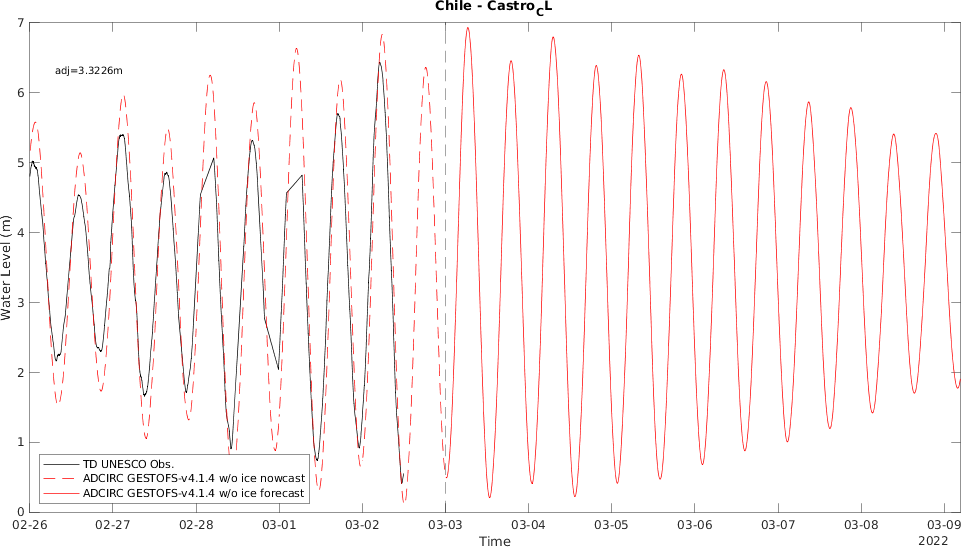 Chile - Castro_CL
7
adj=3.3226m
6
5
4
3
2
1
0
Water Level (m)
TD UNESCO Obs.
ADCIRC GESTOFS-v4.1.4 w/o ice nowcast
ADCIRC GESTOFS-v4.1.4 w/o ice forecast
02-26 02-27 02-28 03-01 03-02 03-03 03-04 03-05 03-06 03-07 03-08 03-09
Time
2022